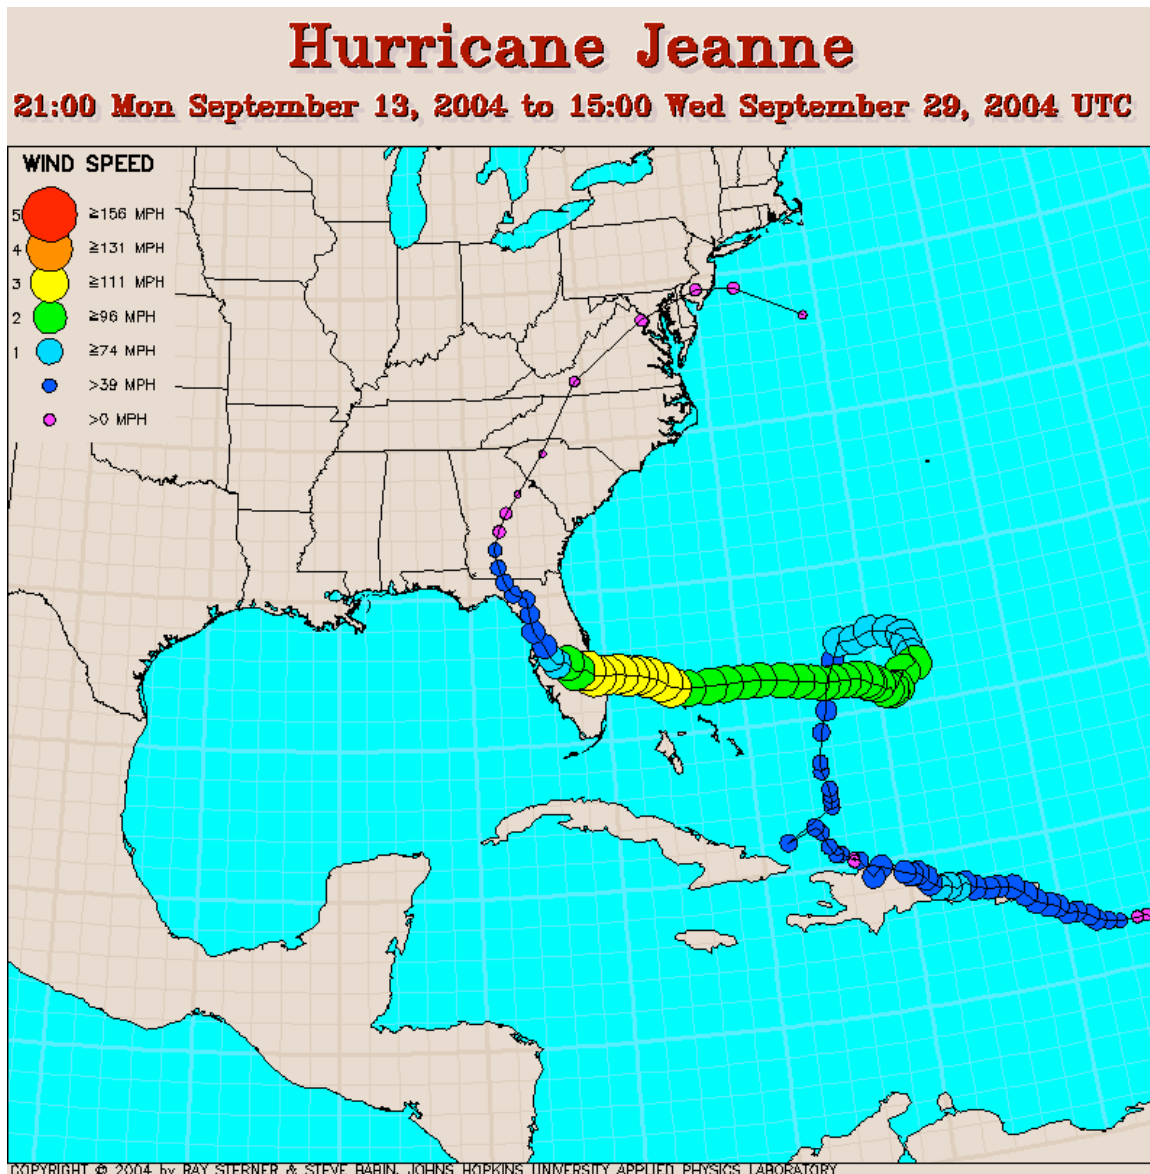 Hurricane Jeanne
21:00 Mon September 13, 2004 to 15:00 Wed September 29, 2004 UTC
WIND SPEED
5 ≥156 MPH
4 ≥131 MPH
3 ≥111 MPH
2 ≥96 MPH
1 ≥74 MPH
>39 MPH
>0 MPH
COPYRIGHT © 2004 by RAY STERNER & STEVE BABIN, JOHNS HOPKINS UNIVERSITY APPLIED PHYSICS LABORATORY